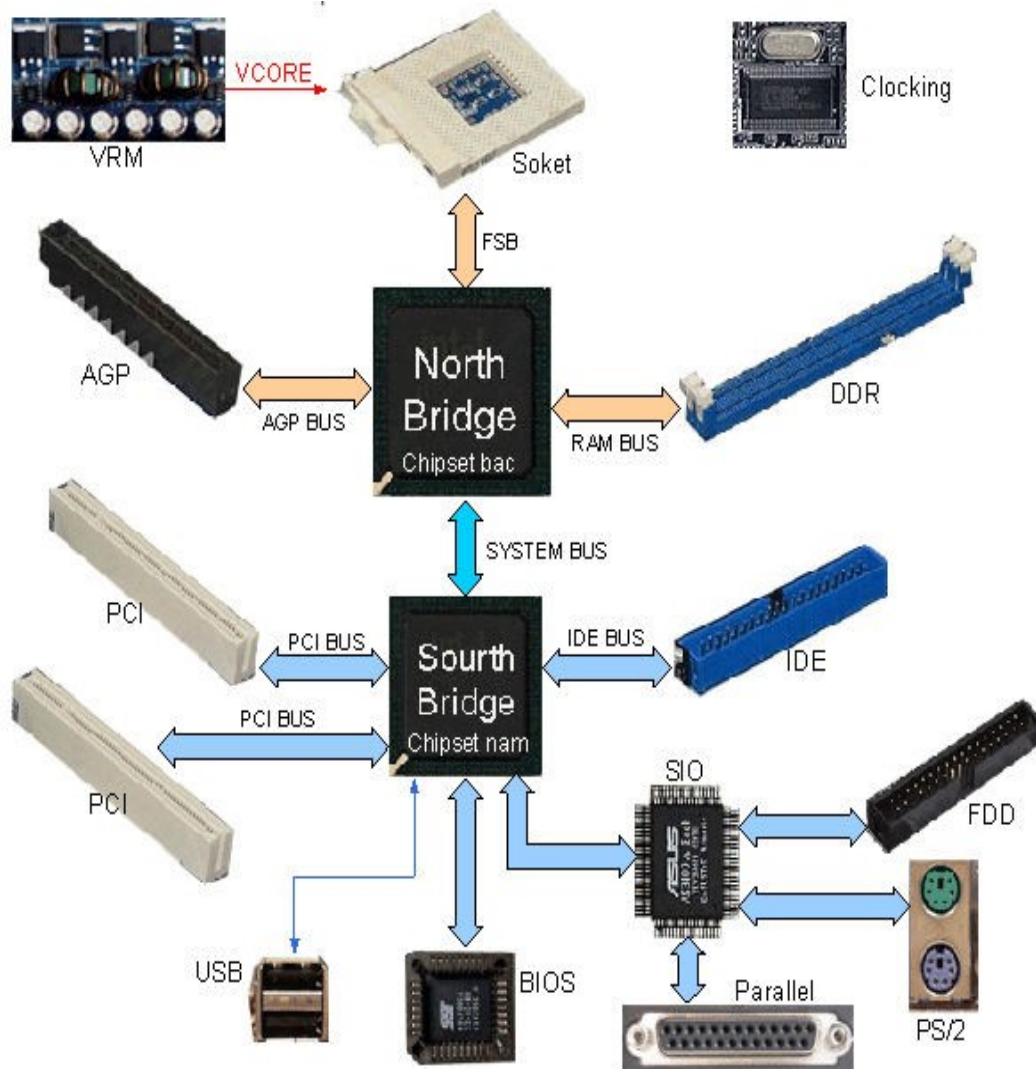 VCORE
VRM
Soket
Clocking
FSB
AGP
North
Bridge
Chipset bac
DDR
AGP BUS
RAM BUS
SYSTEM BUS
PCI
PCI BUS
Sourth
Bridge
Chipset nam
IDE BUS
IDE
PCI BUS
PCI
SIO
FDD
ASUS
USB
BIOS
Parallel
PS/2